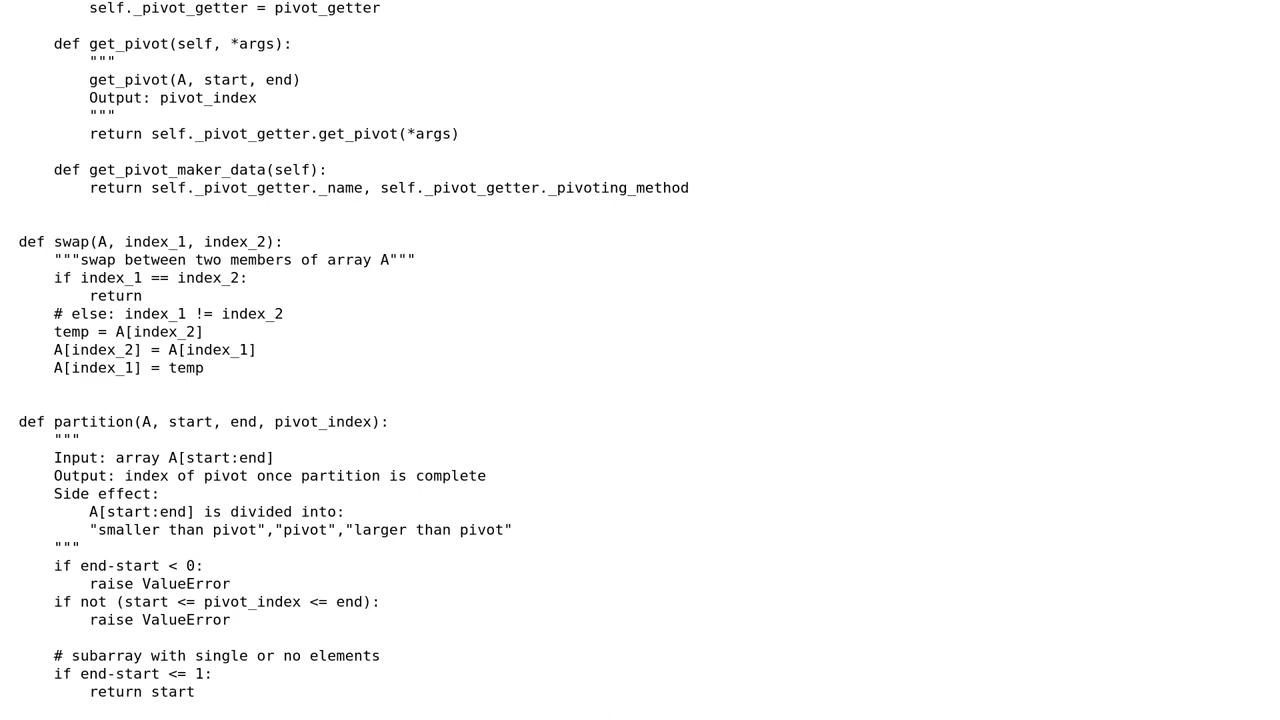 self._pivot_getter = pivot_getter

    def get_pivot(self, *args):
        """
        get_pivot(A, start, end)
        Output: pivot_index
        """
        return self._pivot_getter.get_pivot(*args)

    def get_pivot_maker_data(self):
        return self._pivot_getter._name, self._pivot_getter._pivoting_method


def swap(A, index_1, index_2):
    """swap between two members of array A"""
    if index_1 == index_2:
        return
    # else: index_1 != index_2
    temp = A[index_2]
    A[index_2] = A[index_1]
    A[index_1] = temp


def partition(A, start, end, pivot_index):
    """
    Input: array A[start:end]
    Output: index of pivot once partition is complete
    Side effect:
        A[start:end] is divided into:
        "smaller than pivot","pivot","larger than pivot"
    """
    if end-start < 0:
        raise ValueError
    if not (start <= pivot_index <= end):
        raise ValueError

    # subarray with single or no elements
    if end-start <= 1:
        return start